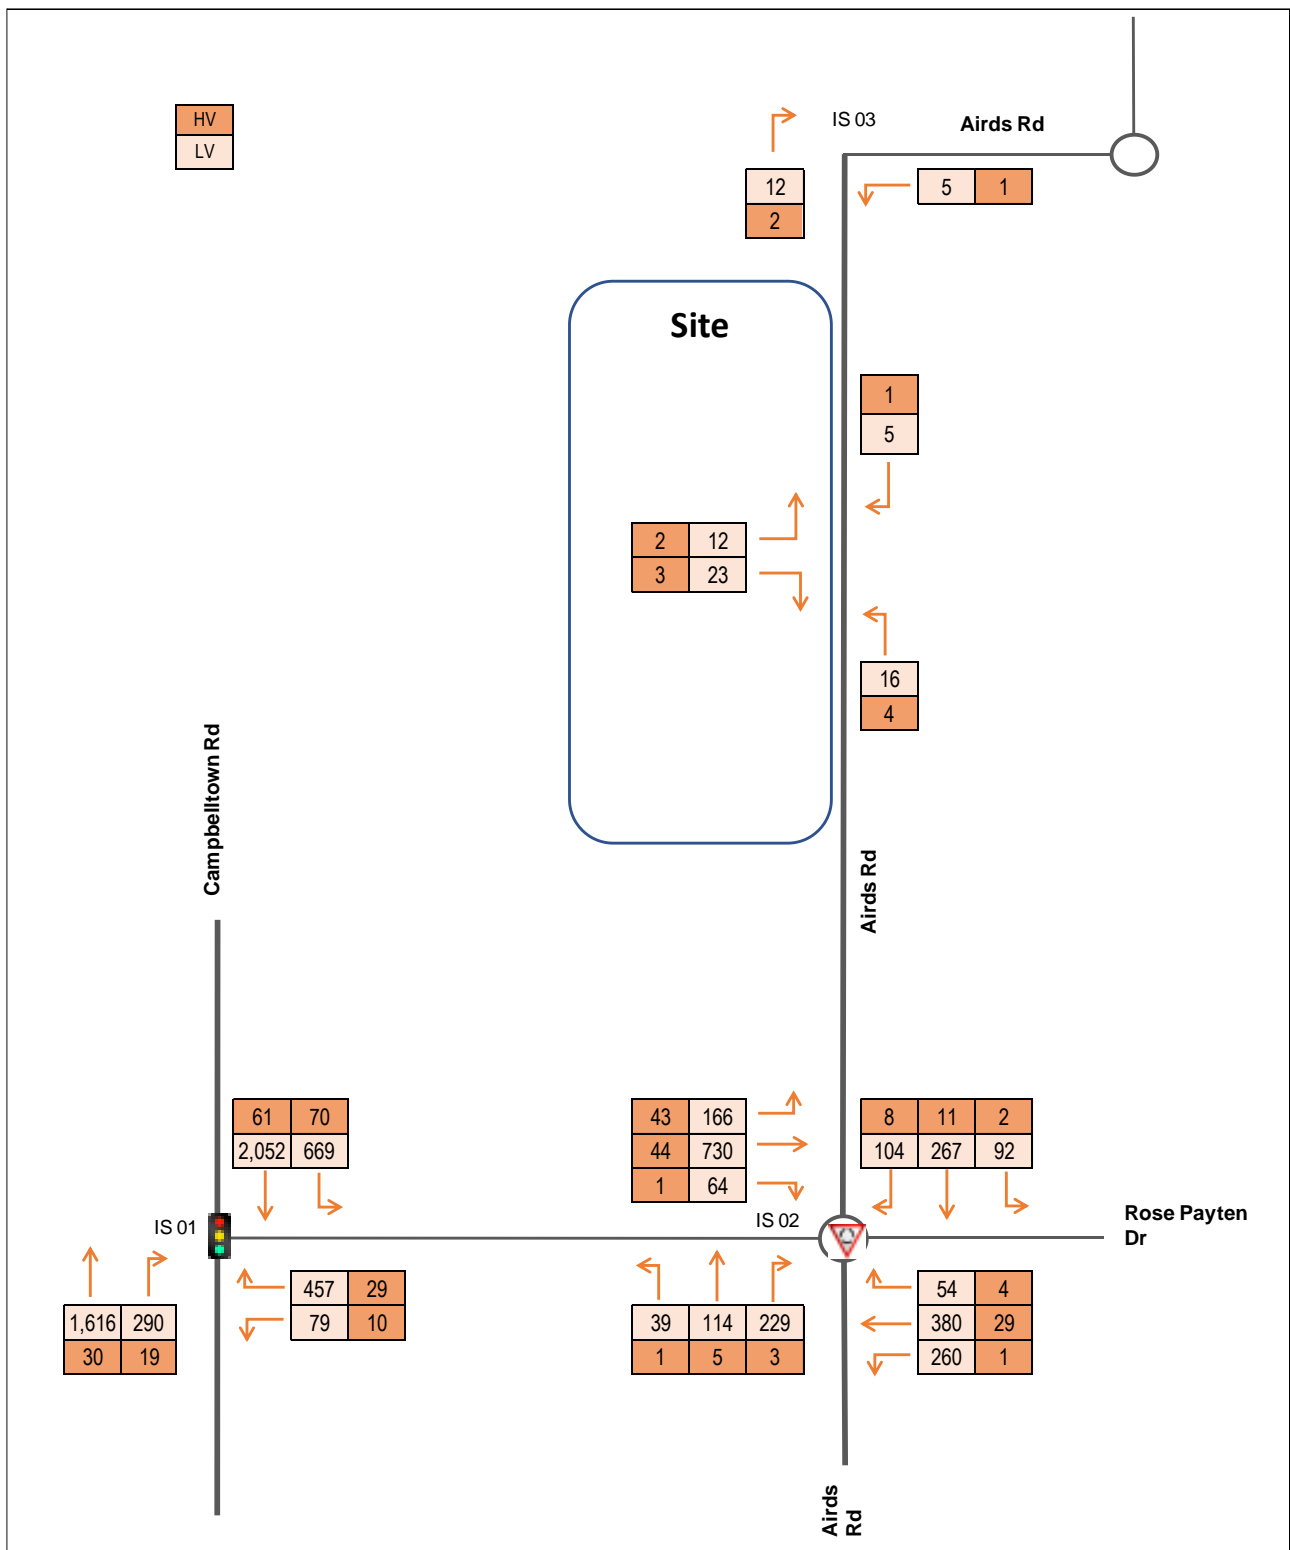 HV
LV
IS 03
Airds Rd
12
2
5 1
Site
1
5
2 12
3 23
16
4
Campbelltown Rd
Airds Rd
61 70
2,052 669
43 166
44 730
1 64
8 11 2
104 267 92
IS 01
IS 02
Rose Payten
Dr
457 29
79 10
1,616 290
30 19
39 114 229
1 5 3
54 4
380 29
260 1
Airds
Rd